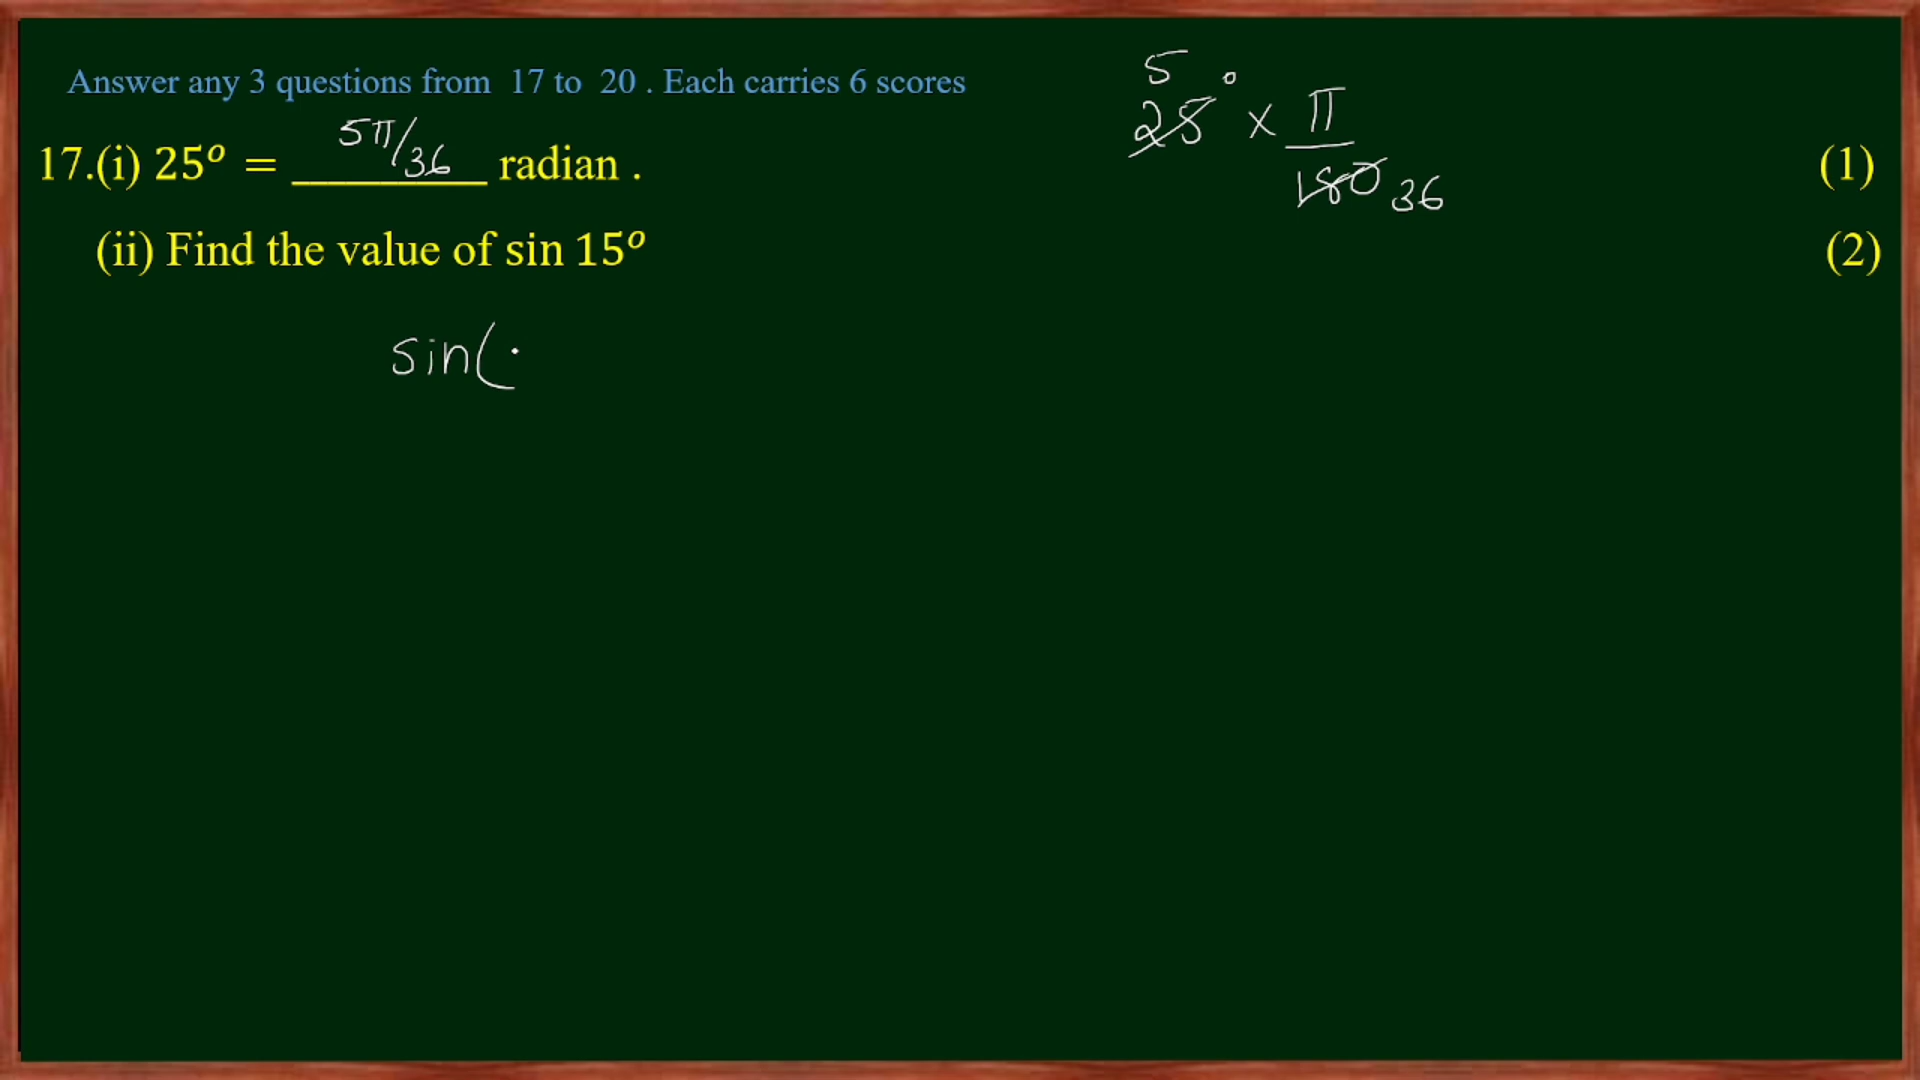 Answer any 3 questions from 17 to 20 . Each carries 6 scores
17.(i) 25° = 5π/36 radian . (1)
5
25° × π
180 36
(ii) Find the value of sin 15° (2)
sin(